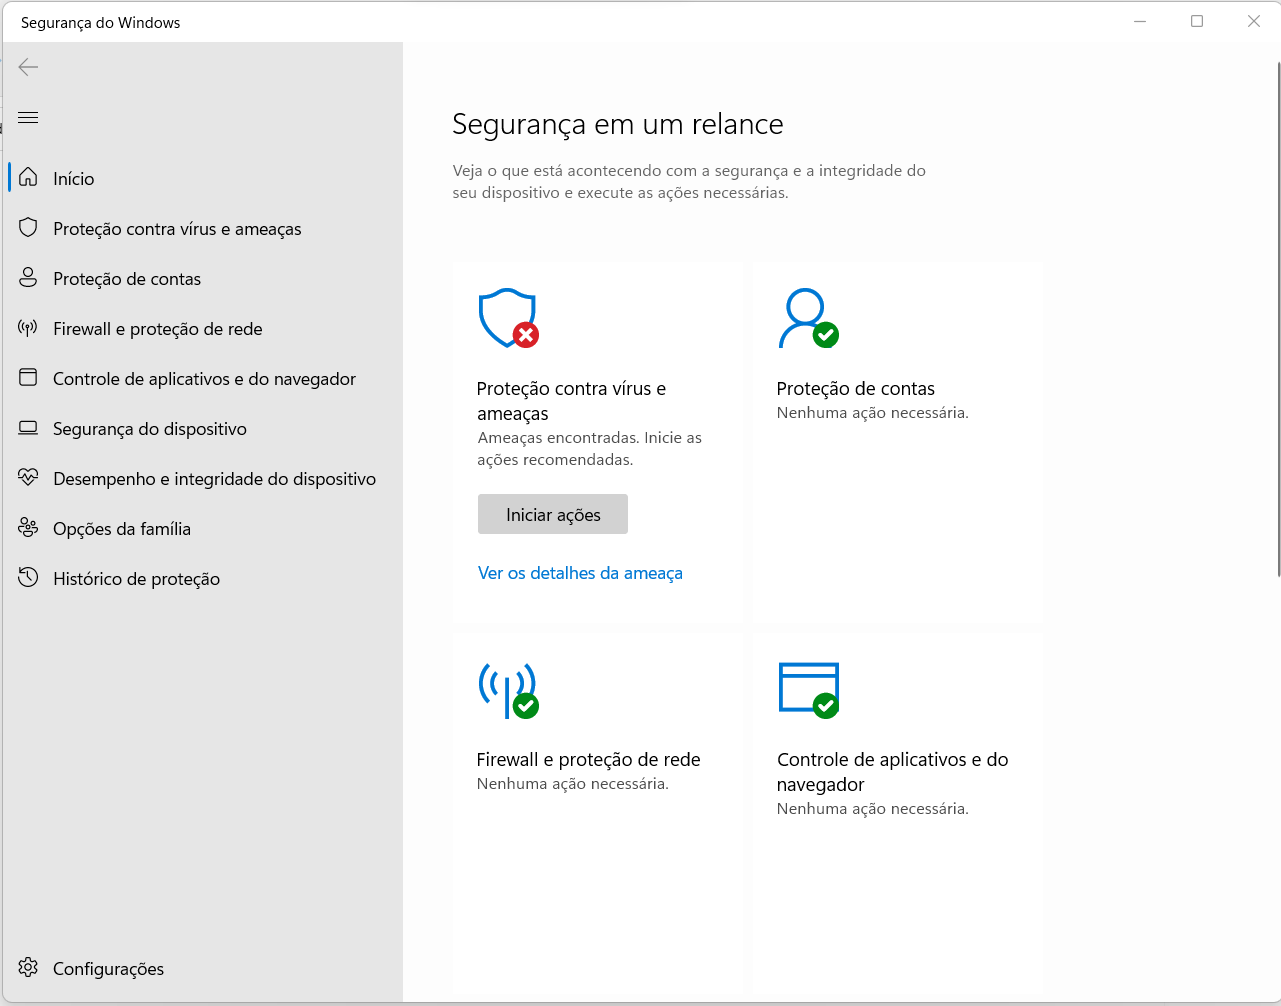 Segurança do Windows
Início
Proteção contra vírus e ameaças
Proteção de contas
Firewall e proteção de rede
Controle de aplicativos e do navegador
Segurança do dispositivo
Desempenho e integridade do dispositivo
Opções da família
Histórico de proteção
Configurações
Segurança em um relance
Veja o que está acontecendo com a segurança e a integridade do
seu dispositivo e execute as ações necessárias.
Proteção contra vírus e
ameaças
Ameaças encontradas. Inicie as
ações recomendadas.
Iniciar ações
Ver os detalhes da ameaça
Proteção de contas
Nenhuma ação necessária.
Firewall e proteção de rede
Nenhuma ação necessária.
Controle de aplicativos e do
navegador
Nenhuma ação necessária.